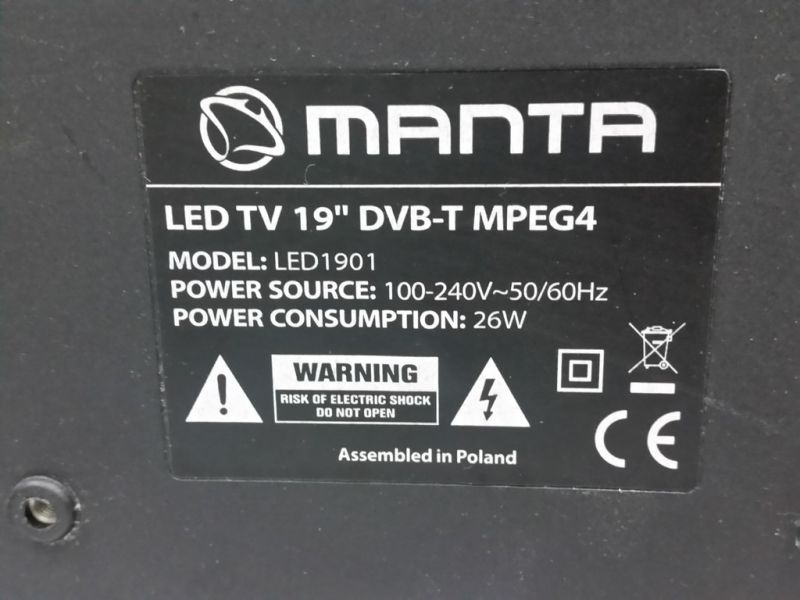 MANTA
LED TV 19" DVB-T MPEG4
MODEL: LED1901
POWER SOURCE: 100-240V~50/60Hz
POWER CONSUMPTION: 26W
WARNING
RISK OF ELECTRIC SHOCK
DO NOT OPEN
CE
Assembled in Poland